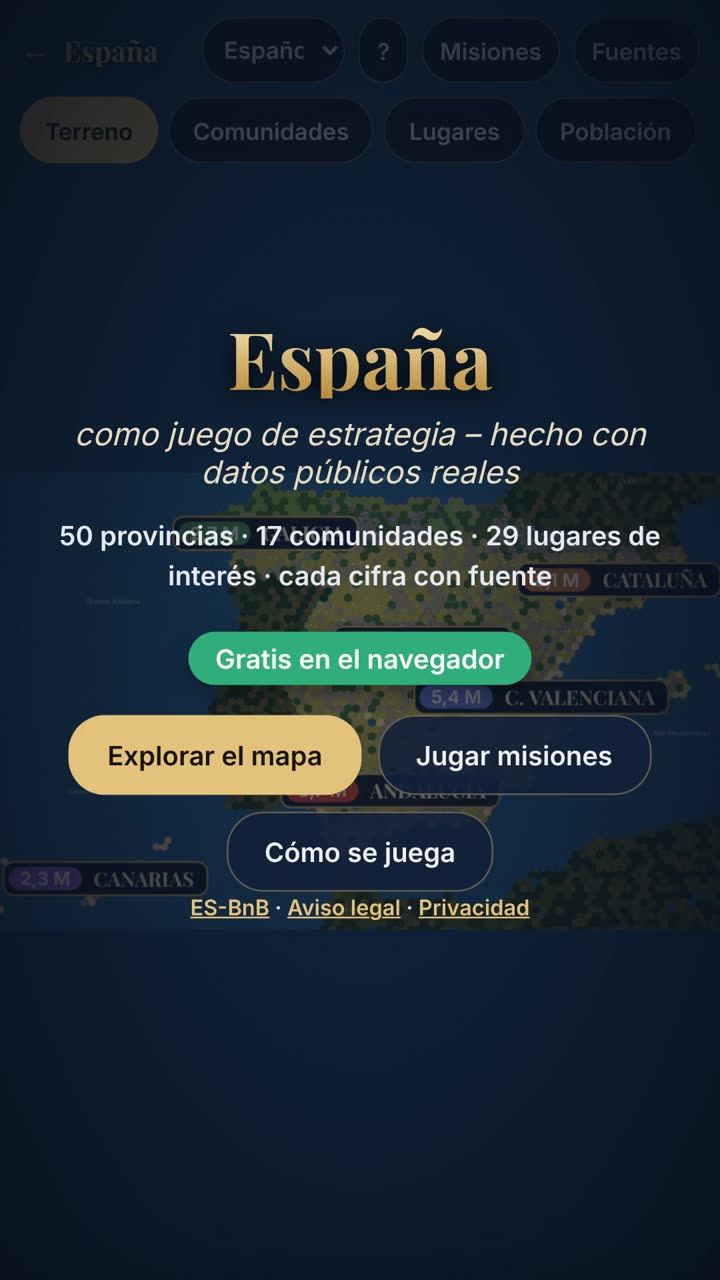 ← España Españc ? Misiones Fuentes
Terreno Comunidades Lugares Población
España
como juego de estrategia – hecho con
datos públicos reales
50 provincias · 17 comunidades · 29 lugares de
interés · cada cifra con fuente
CATALUÑA
Gratis en el navegador
5,4 M C. VALENCIANA
Explorar el mapa Jugar misiones
ANDALUCÍA
Cómo se juega
2,3 M CANARIAS
ES-BnB · Aviso legal · Privacidad